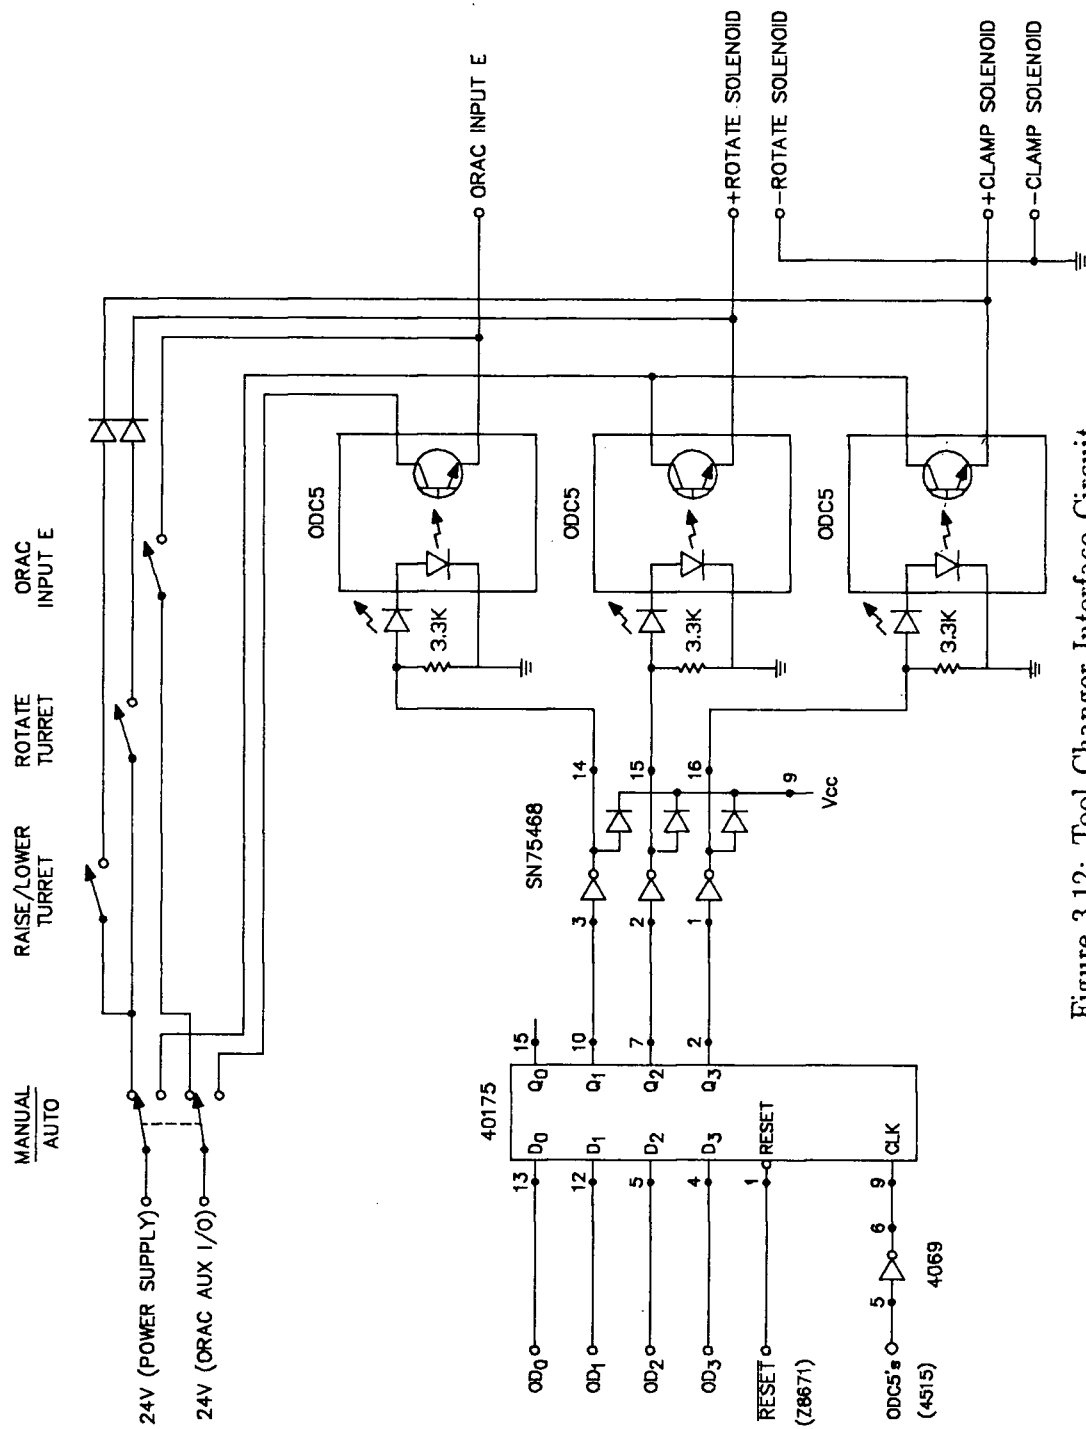 MANUAL
AUTO
RAISE/LOWER
TURRET
ROTATE
TURRET
ORAC
INPUT E
24V (POWER SUPPLY)
24V (ORAC AUX I/O)
ORAC INPUT E
+ROTATE SOLENOID
-ROTATE SOLENOID
+CLAMP SOLENOID
-CLAMP SOLENOID
ODC5
3.3K
ODC5
3.3K
ODC5
3.3K
SN75468
3
14
2
15
1
16
9
Vcc
40175
OD0
13
D0
Q0
15
OD1
12
D1
Q1
10
OD2
5
D2
Q2
7
OD3
4
D3
Q3
2
RESET
(Z8671)
1
RESET
ODC5's
(4515)
5
6
4069
9
CLK
Figure 3.12: Tool Changer Interface Circuit